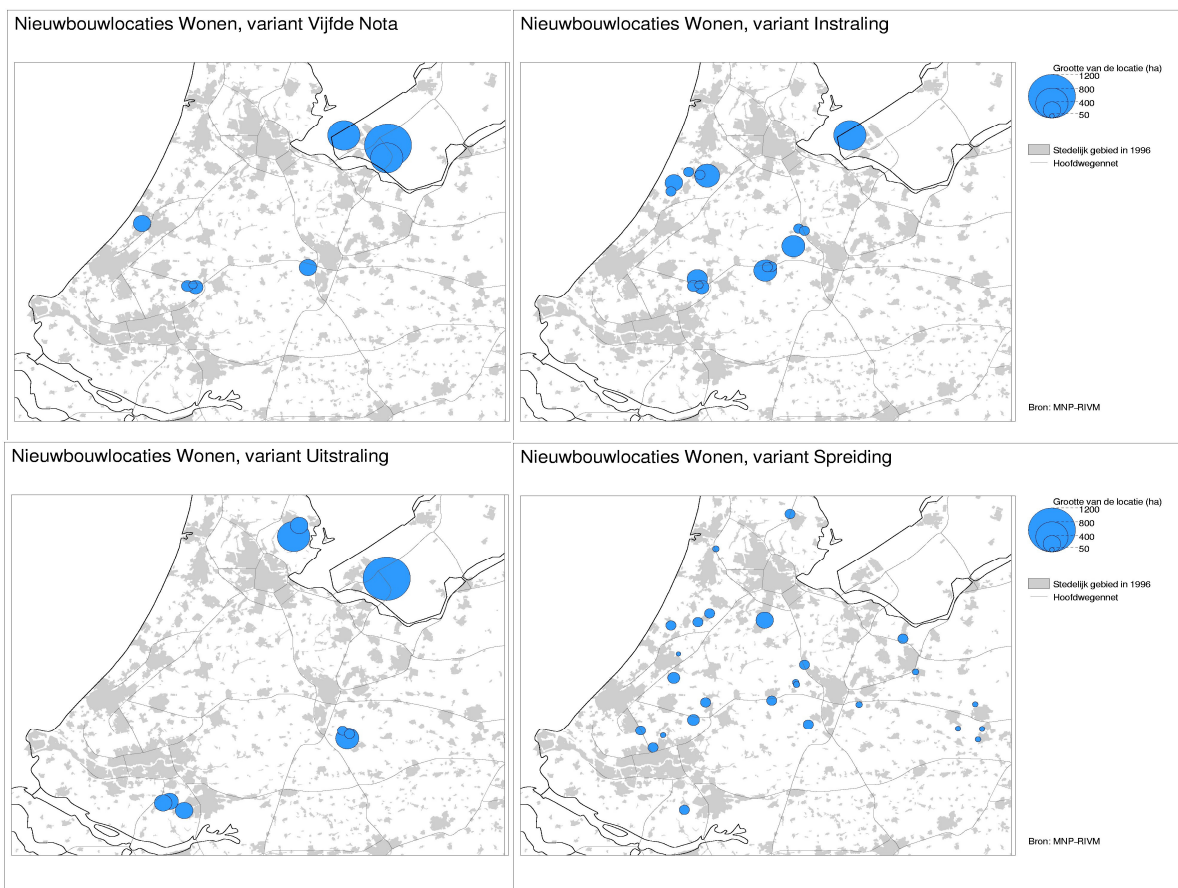 Nieuwbouwlocaties Wonen, variant Vijfde Nota
Nieuwbouwlocaties Wonen, variant Instraling
Grootte van de locatie (ha)
1200
800
400
50
Stedelijk gebied in 1996
Hoofdwegennet
Bron: MNP-RIVM
Nieuwbouwlocaties Wonen, variant Uitstraling
Nieuwbouwlocaties Wonen, variant Spreiding
Grootte van de locatie (ha)
1200
800
400
50
Stedelijk gebied in 1996
Hoofdwegennet
Bron: MNP-RIVM